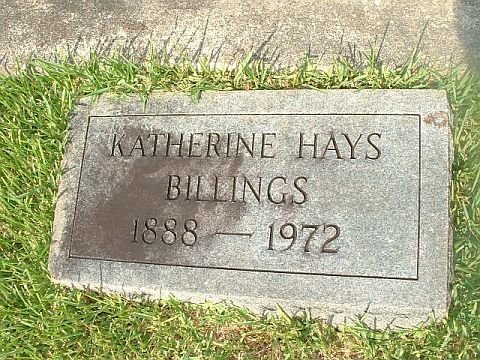 KATHERINE HAYS
BILLINGS
1888 — 1972